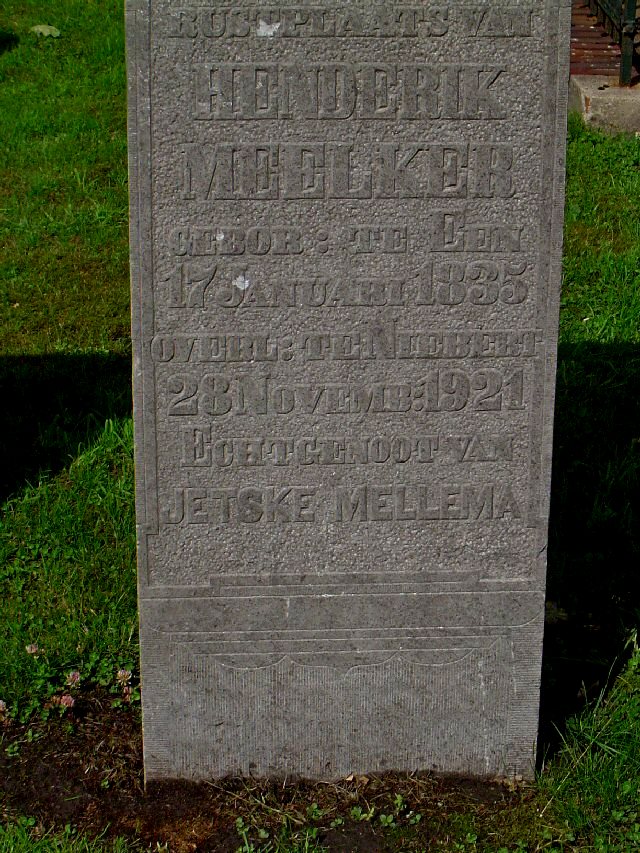 RUSTPLAATS VAN
HENDERIK
MEELKER
GEBOR: TE EEN
17 JANUARI 1835
OVERL: TE NIEBERT
28 NOVEMB: 1921
ECHTGENOOT VAN
JETSKE MELLEMA